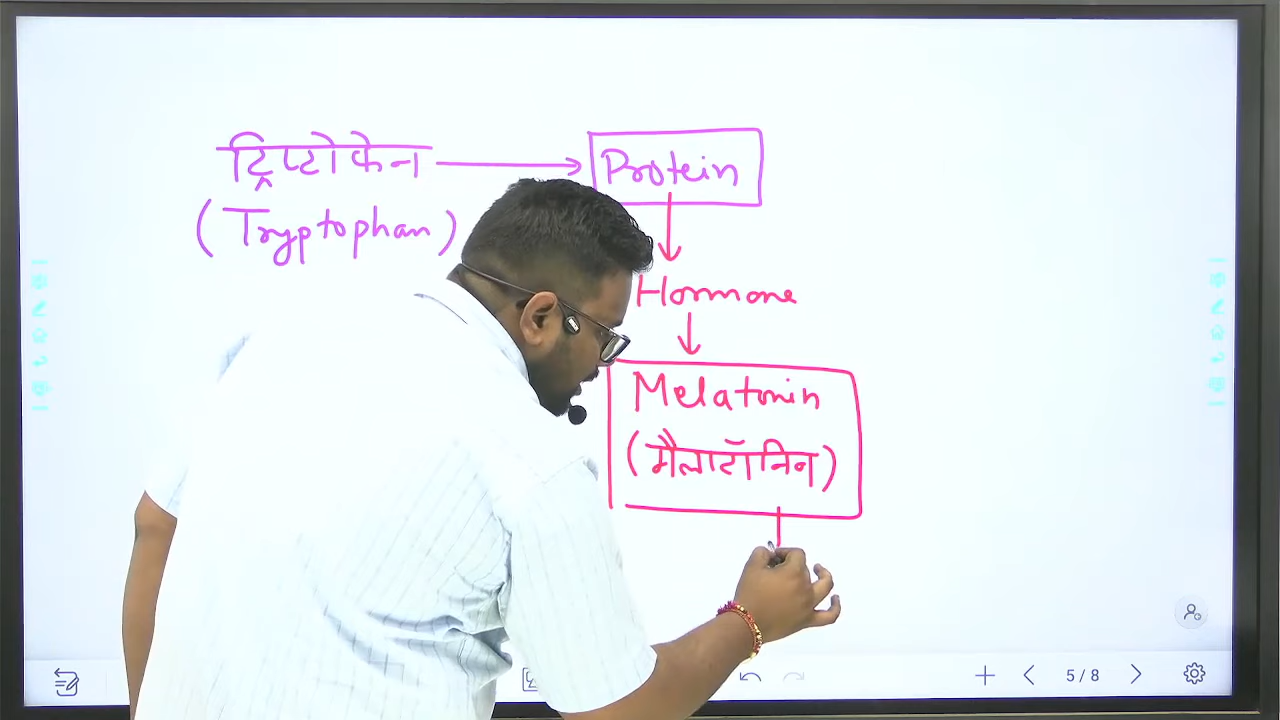 ट्रिप्टोकेन
Protein
(Tryptophan)
Hormone
Melatonin
(मैलाटॉनिन)
5/8